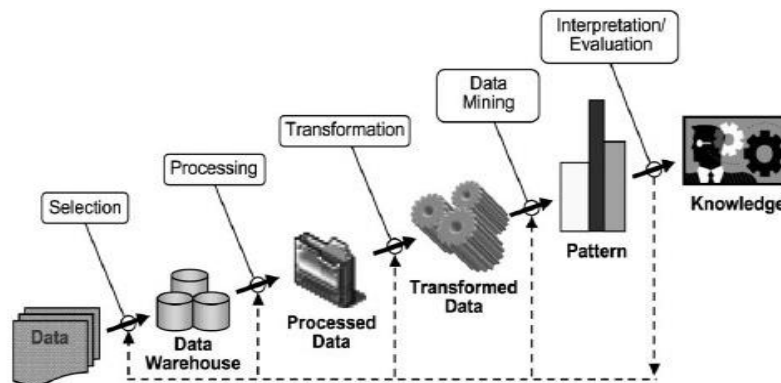 Interpretation/
Evaluation
Data
Mining
Transformation
Processing
Selection
Knowledge
Pattern
Transformed
Data
Processed
Data
Data
Warehouse
Data